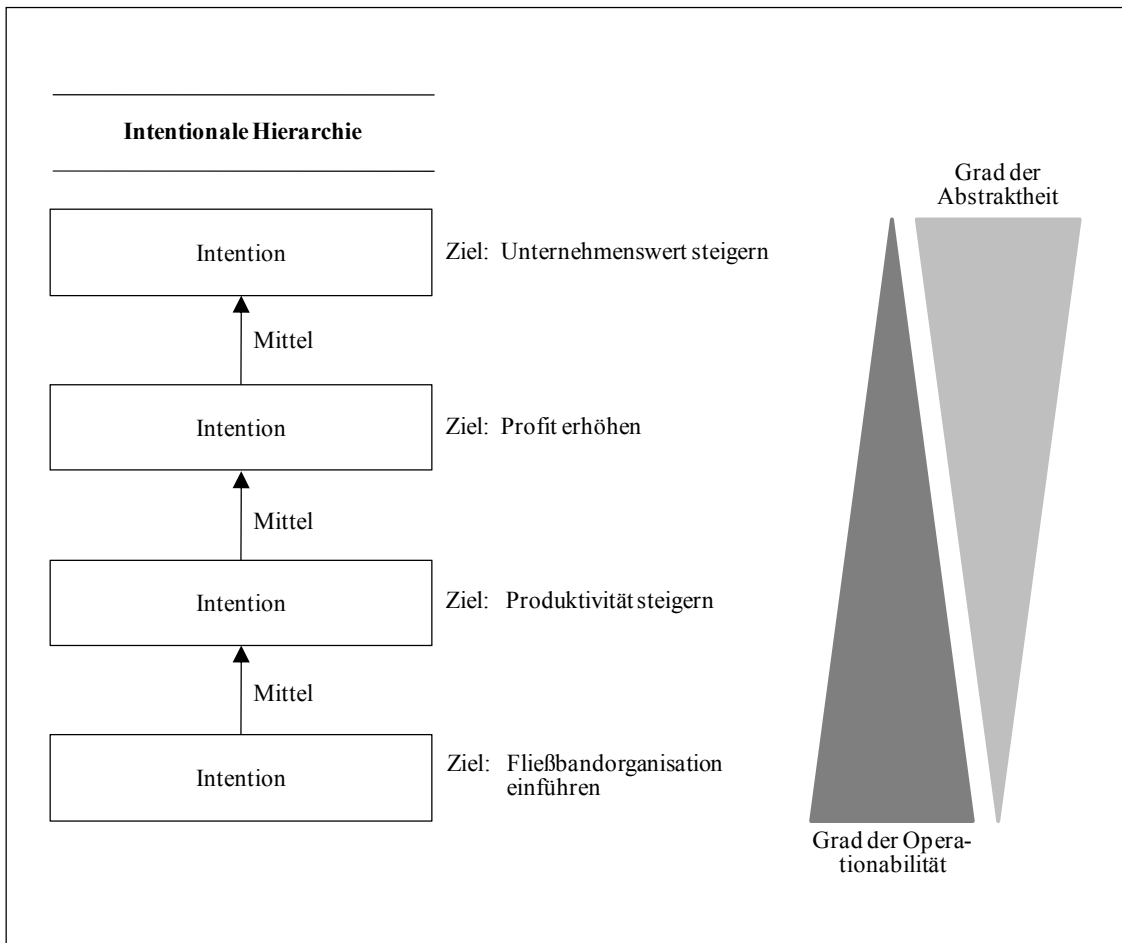 Intentionale Hierarchie
Grad der
Abstraktheit
Intention
Ziel: Unternehmenswert steigern
Mittel
Intention
Ziel: Profit erhöhen
Mittel
Intention
Ziel: Produktivität steigern
Mittel
Intention
Ziel: Fließbandorganisation
einführen
Grad der Opera-
tionabilität